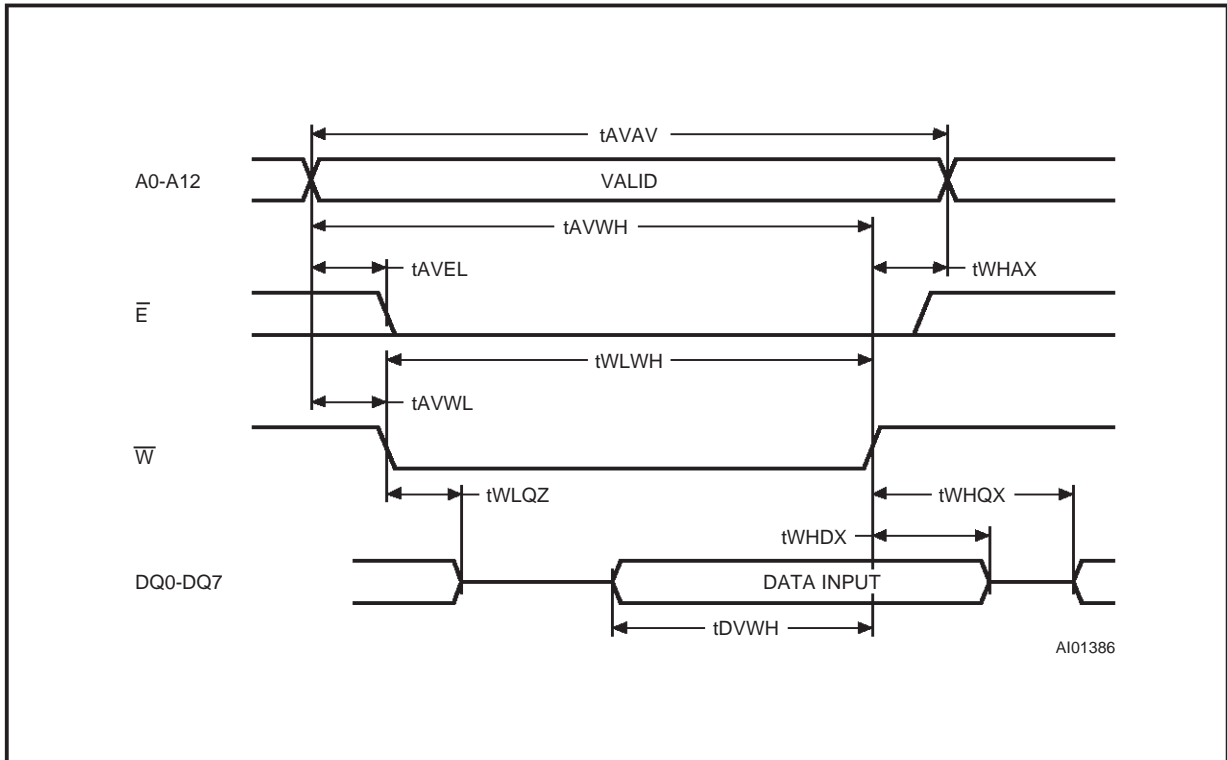 tAVAV
A0-A12 VALID
tAVWH
tAVEL tWHAX
E̅
tWLWH
tAVWL
W̅
tWLQZ tWHQX
tWHDX
DQ0-DQ7 DATA INPUT
tDVWH
AI01386